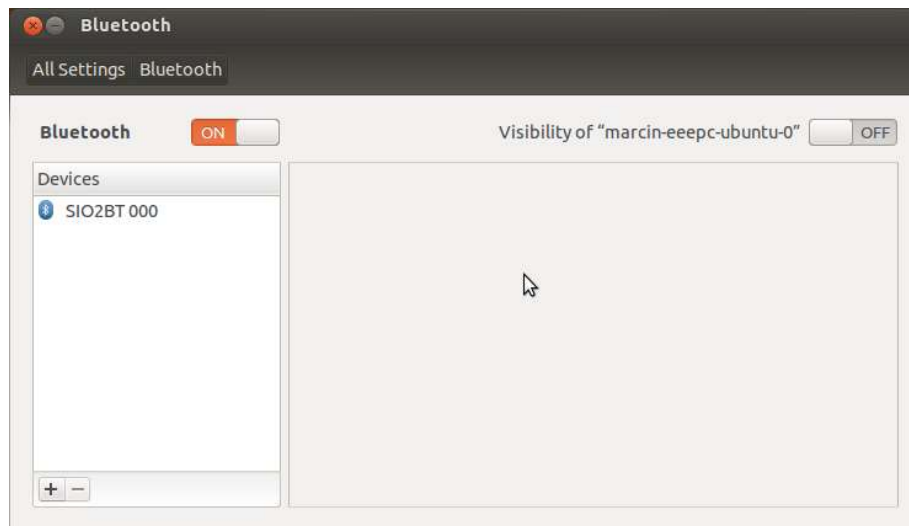 Bluetooth
All Settings Bluetooth
Bluetooth ON Visibility of “marcin-eeepc-ubuntu-0” OFF
Devices
SIO2BT 000
+ −